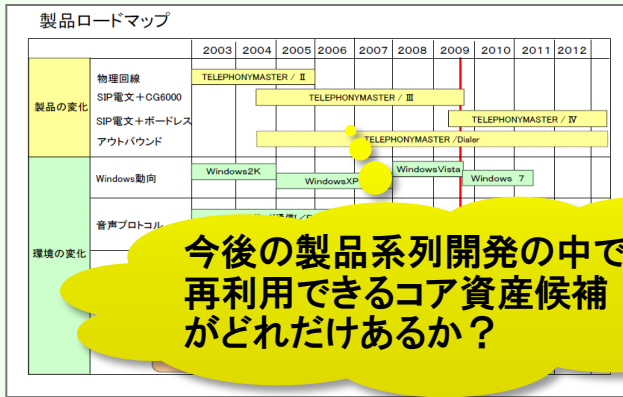 製品ロードマップ
2003 2004 2005 2006 2007 2008 2009 2010 2011 2012
製品の変化
物理回線
TELEPHONYMASTER / Ⅱ
SIP電文+CG6000
TELEPHONYMASTER / Ⅲ
SIP電文+ボードレス
TELEPHONYMASTER / Ⅳ
アウトバウンド
TELEPHONYMASTER /Dialer
環境の変化
Windows動向
Windows2K
WindowsXP
WindowsVista
Windows 7
音声プロトコル
今後の製品系列開発の中で
再利用できるコア資産候補
がどれだけあるか?